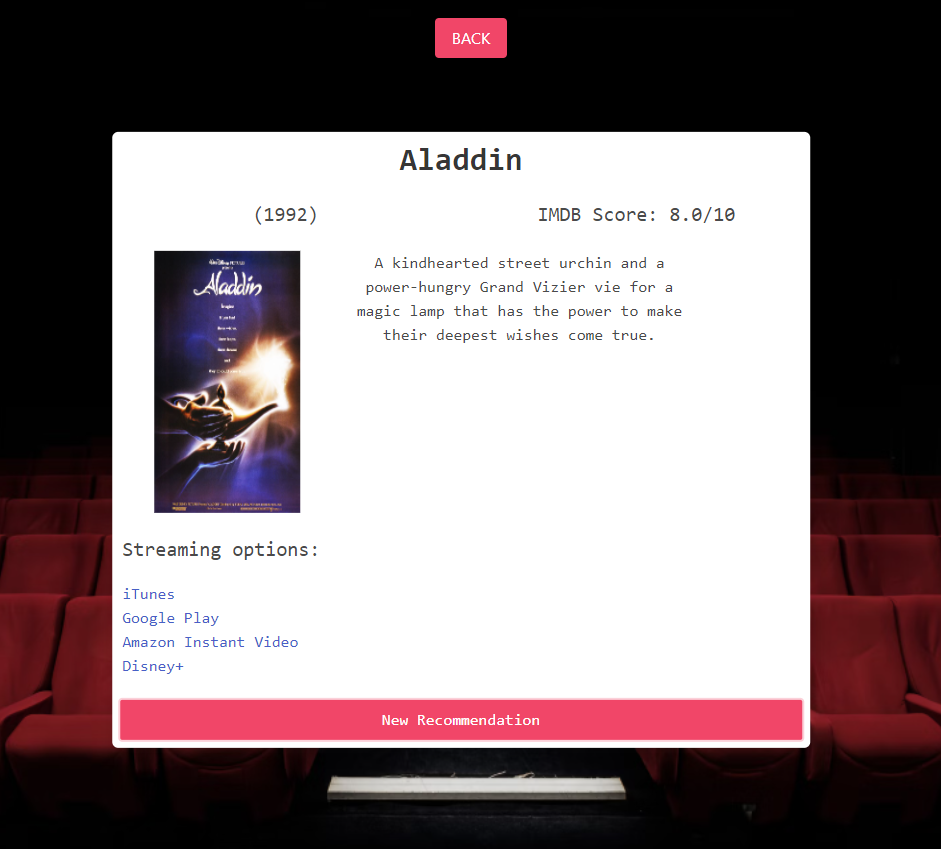 BACK
Aladdin
(1992)
IMDB Score: 8.0/10
Aladdin
A kindhearted street urchin and a
power-hungry Grand Vizier vie for a
magic lamp that has the power to make
their deepest wishes come true.
Streaming options:
iTunes
Google Play
Amazon Instant Video
Disney+
New Recommendation